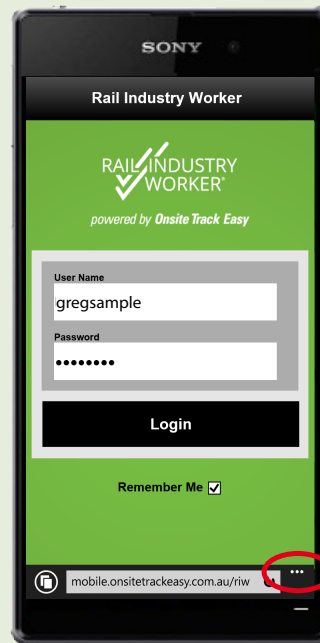 SONY
Rail Industry Worker
RAIL INDUSTRY
WORKER®
powered by Onsite Track Easy
User Name
gregsample
Password
••••••••
Login
Remember Me
mobile.onsitetrackeasy.com.au/riw